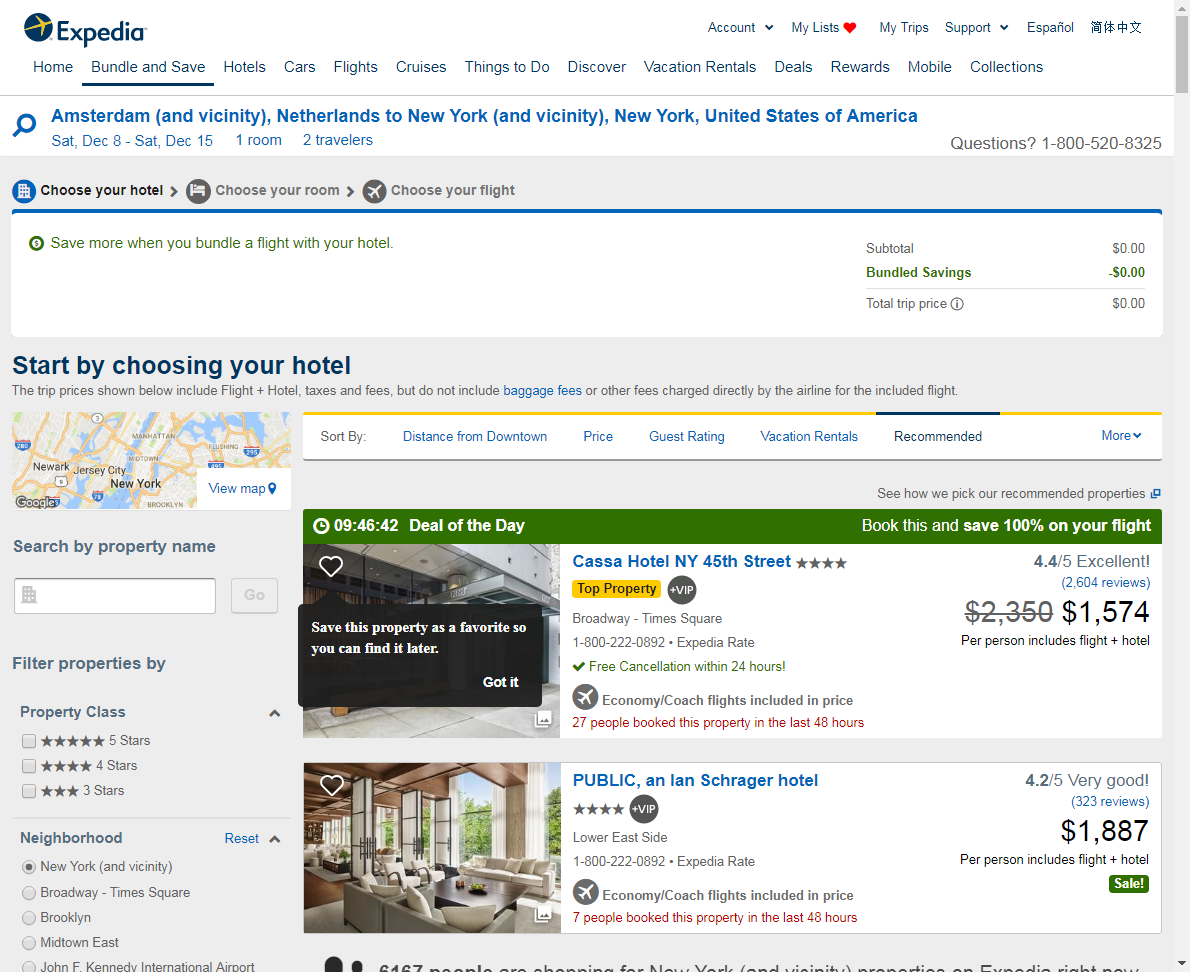 Expedia
Account
My Lists
My Trips
Support
Español
简体中文
Home
Bundle and Save
Hotels
Cars
Flights
Cruises
Things to Do
Discover
Vacation Rentals
Deals
Rewards
Mobile
Collections
Amsterdam (and vicinity), Netherlands to New York (and vicinity), New York, United States of America
Sat, Dec 8 - Sat, Dec 15 1 room 2 travelers
Questions? 1-800-520-8325
Choose your hotel
Choose your room
Choose your flight
Save more when you bundle a flight with your hotel.
Subtotal $0.00
Bundled Savings -$0.00
Total trip price $0.00
Start by choosing your hotel
The trip prices shown below include Flight + Hotel, taxes and fees, but do not include baggage fees or other fees charged directly by the airline for the included flight.
3
MANHATTAN
280
FLUSHING
295
MIDTOWN
495
Newark
Jersey City
9
New York
78
BROOKLYN
Google
View map
Sort By:
Distance from Downtown
Price
Guest Rating
Vacation Rentals
Recommended
More
See how we pick our recommended properties
Search by property name
Go
Filter properties by
Property Class
★★★★★ 5 Stars
★★★★ 4 Stars
★★★ 3 Stars
Neighborhood
Reset
New York (and vicinity)
Broadway - Times Square
Brooklyn
Midtown East
John F. Kennedy International Airport
09:46:42 Deal of the Day
Book this and save 100% on your flight
Save this property as a favorite so
you can find it later.
Got it
Cassa Hotel NY 45th Street ★★★★
Top Property
+VIP
Broadway - Times Square
1-800-222-0892 • Expedia Rate
Free Cancellation within 24 hours!
Economy/Coach flights included in price
27 people booked this property in the last 48 hours
4.4/5 Excellent!
(2,604 reviews)
$2,350 $1,574
Per person includes flight + hotel
PUBLIC, an Ian Schrager hotel
★★★★ +VIP
Lower East Side
1-800-222-0892 • Expedia Rate
Economy/Coach flights included in price
7 people booked this property in the last 48 hours
4.2/5 Very good!
(323 reviews)
$1,887
Per person includes flight + hotel
Sale!
6167 people are shopping for New York (and vicinity) properties on Expedia right now